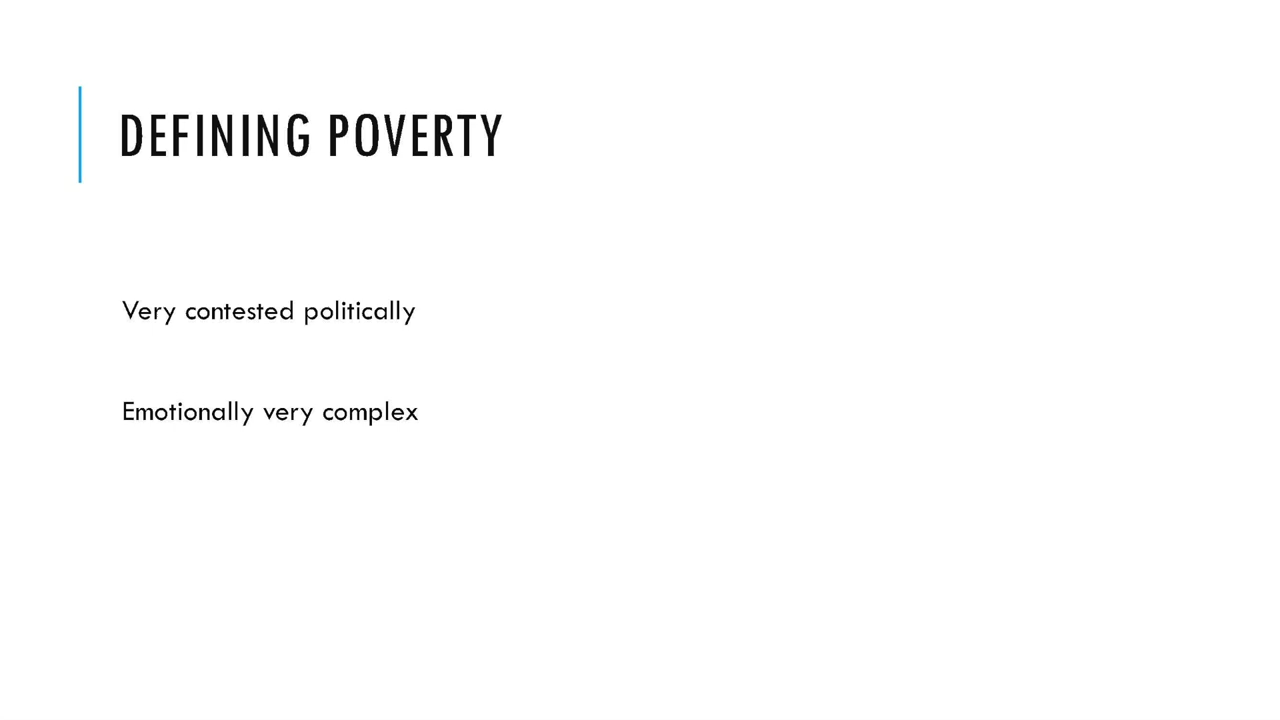 DEFINING POVERTY
Very contested politically
Emotionally very complex